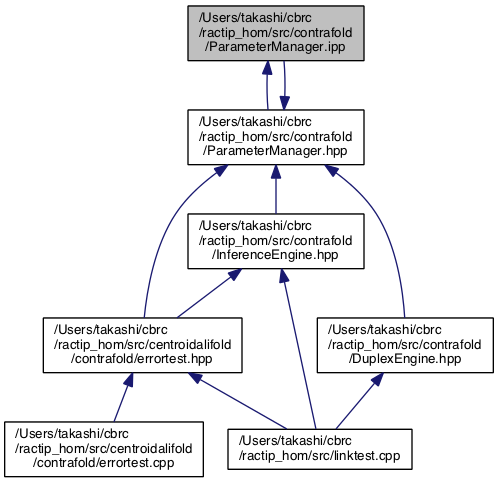 /Users/takashi/cbrc
/ractip_hom/src/contrafold
/ParameterManager.ipp
/Users/takashi/cbrc
/ractip_hom/src/contrafold
/ParameterManager.hpp
/Users/takashi/cbrc
/ractip_hom/src/contrafold
/InferenceEngine.hpp
/Users/takashi/cbrc
/ractip_hom/src/centroidalifold
/contrafold/errortest.hpp
/Users/takashi/cbrc
/ractip_hom/src/contrafold
/DuplexEngine.hpp
/Users/takashi/cbrc
/ractip_hom/src/centroidalifold
/contrafold/errortest.cpp
/Users/takashi/cbrc
/ractip_hom/src/linktest.cpp